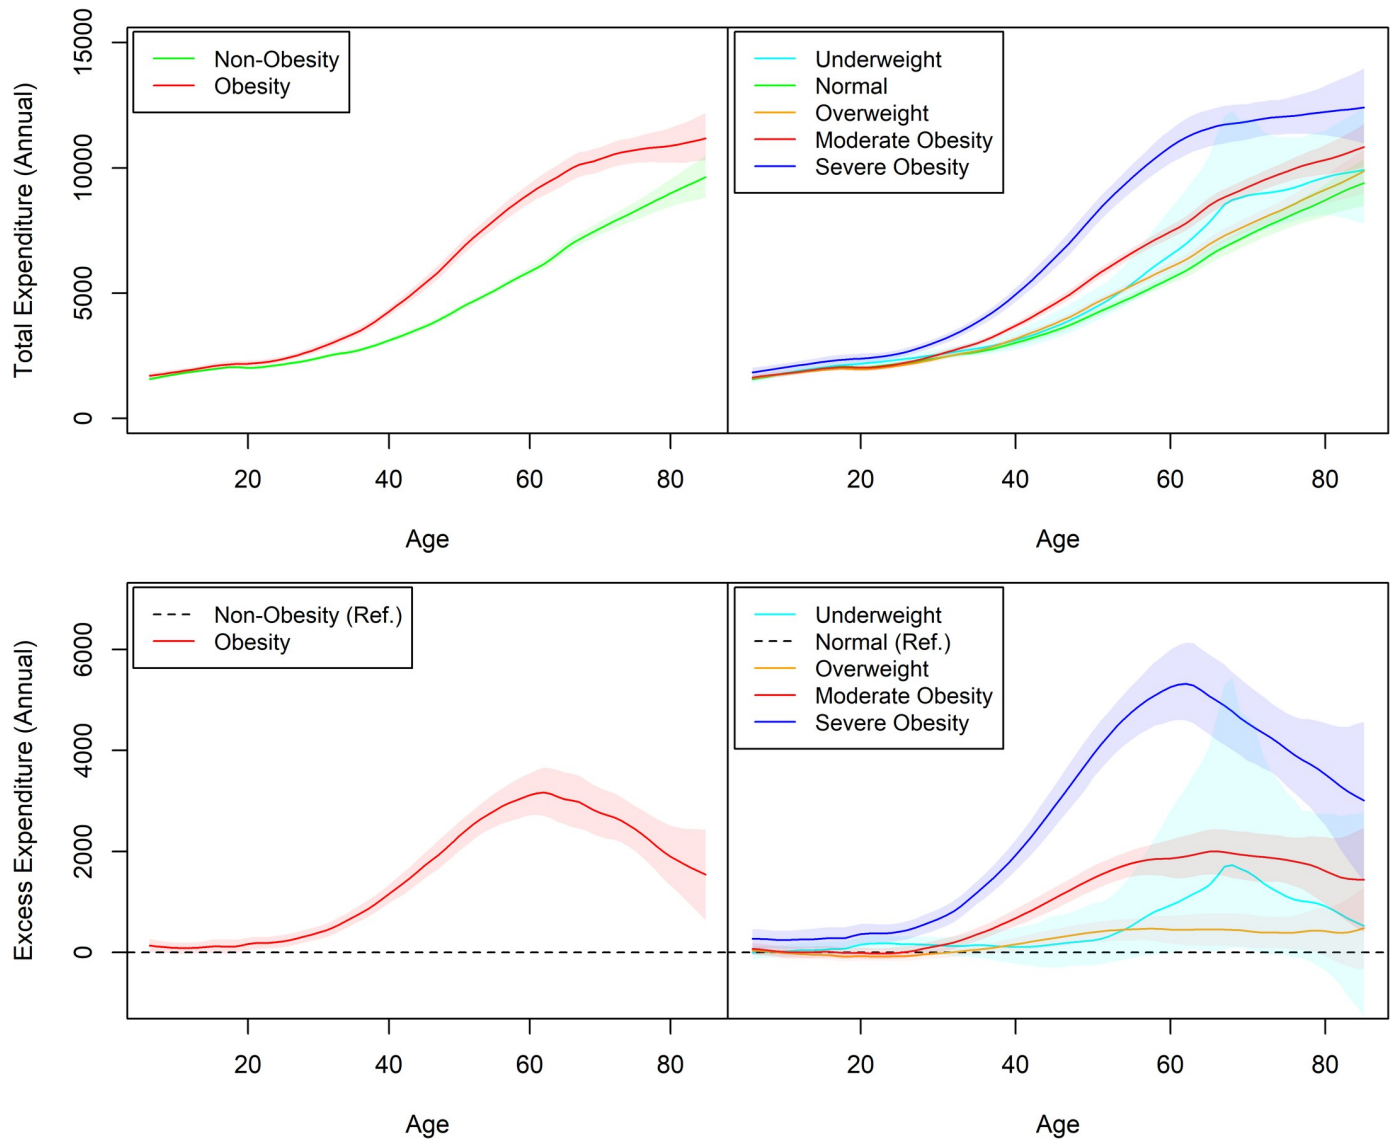 Total Expenditure (Annual)
15000
10000
5000
0
Non-Obesity
Obesity
20 40 60 80
Age
Underweight
Normal
Overweight
Moderate Obesity
Severe Obesity
20 40 60 80
Age
Excess Expenditure (Annual)
6000
4000
2000
0
Non-Obesity (Ref.)
Obesity
20 40 60 80
Age
Underweight
Normal (Ref.)
Overweight
Moderate Obesity
Severe Obesity
20 40 60 80
Age